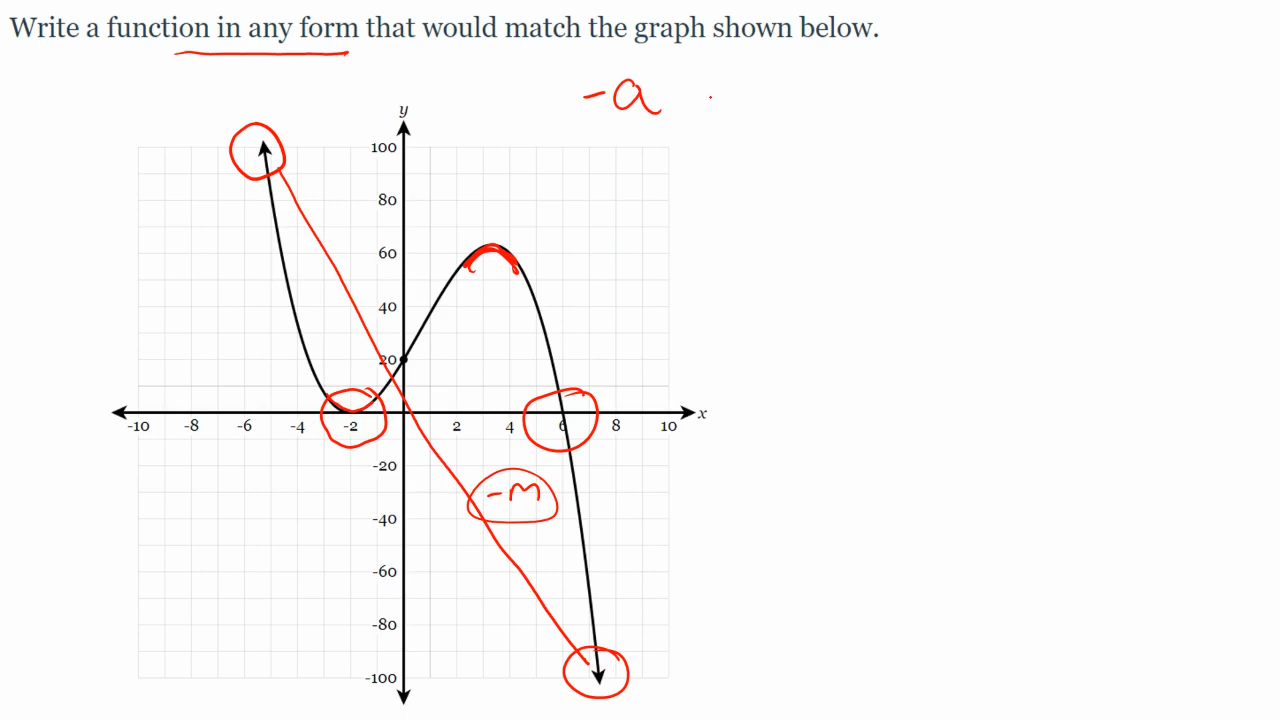 Write a function in any form that would match the graph shown below.
-a
y
100
80
60
40
20
-10 -8 -6 -4 -2 2 4 6 8 10 x
-20
-m
-40
-60
-80
-100